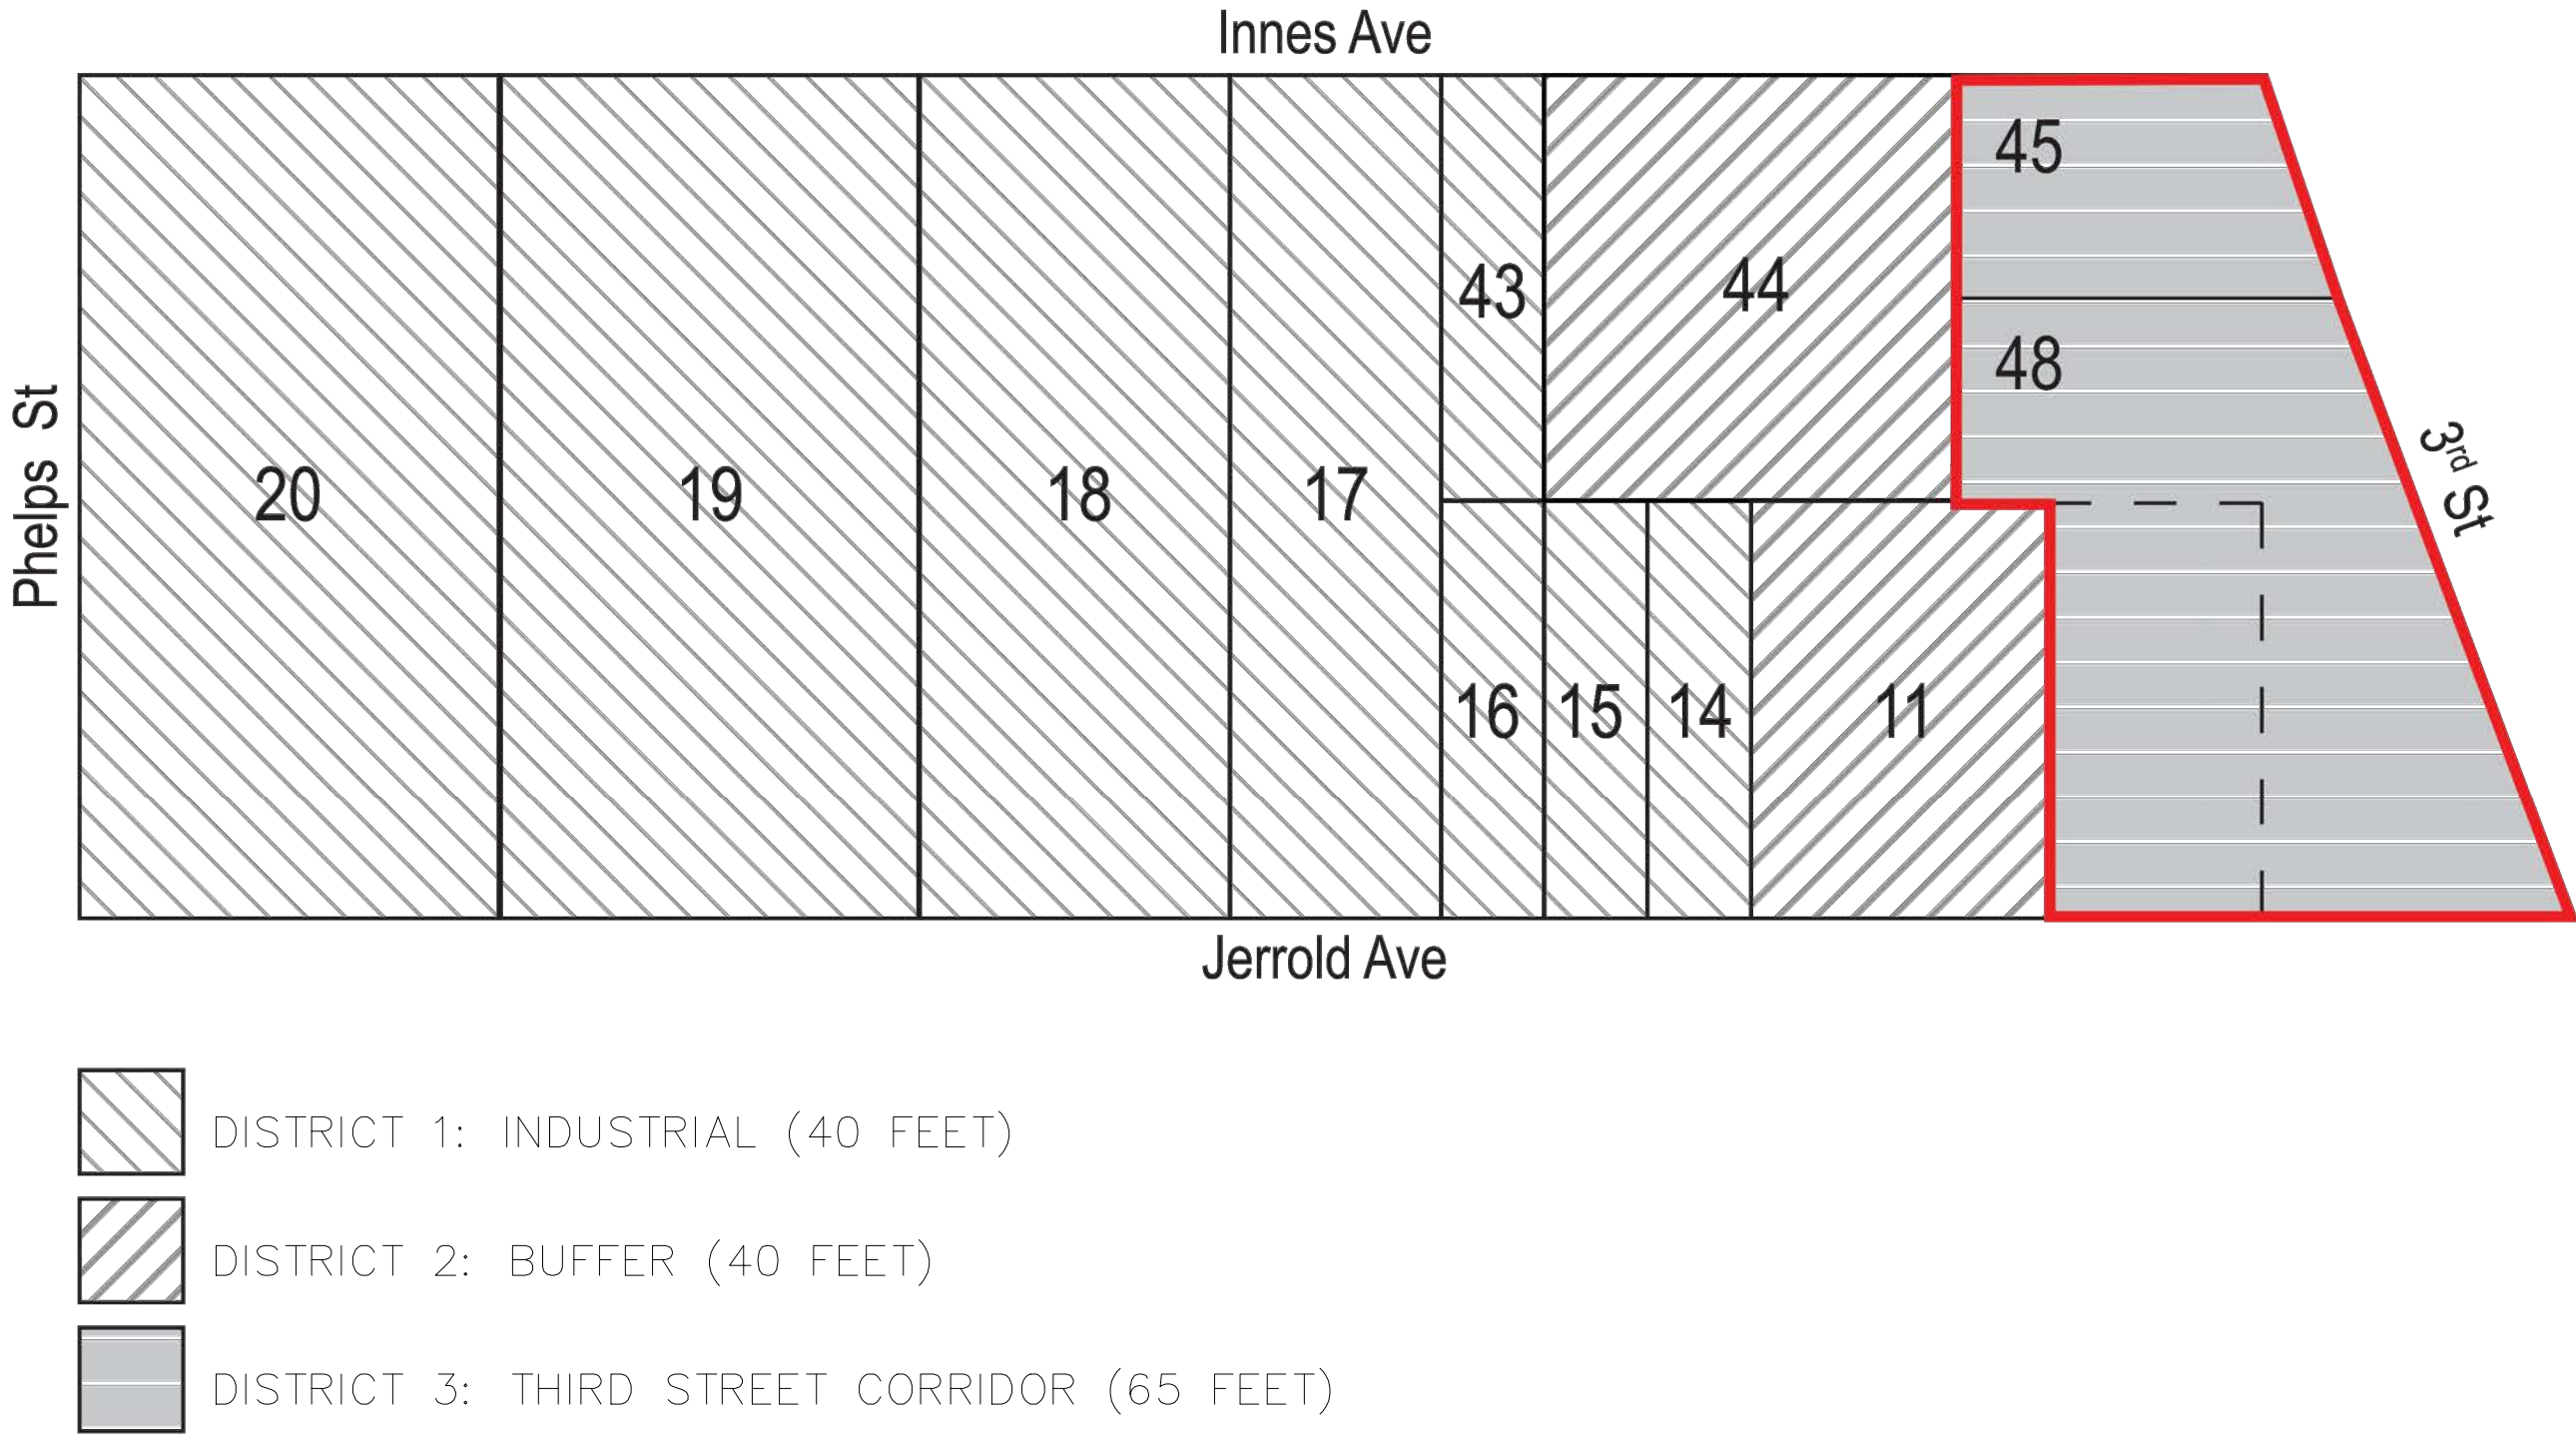 Innes Ave
45
43
44
48
Phelps St
20
19
18
17
3rd St
16
15
14
11
Jerrold Ave
DISTRICT 1: INDUSTRIAL (40 FEET)
DISTRICT 2: BUFFER (40 FEET)
DISTRICT 3: THIRD STREET CORRIDOR (65 FEET)